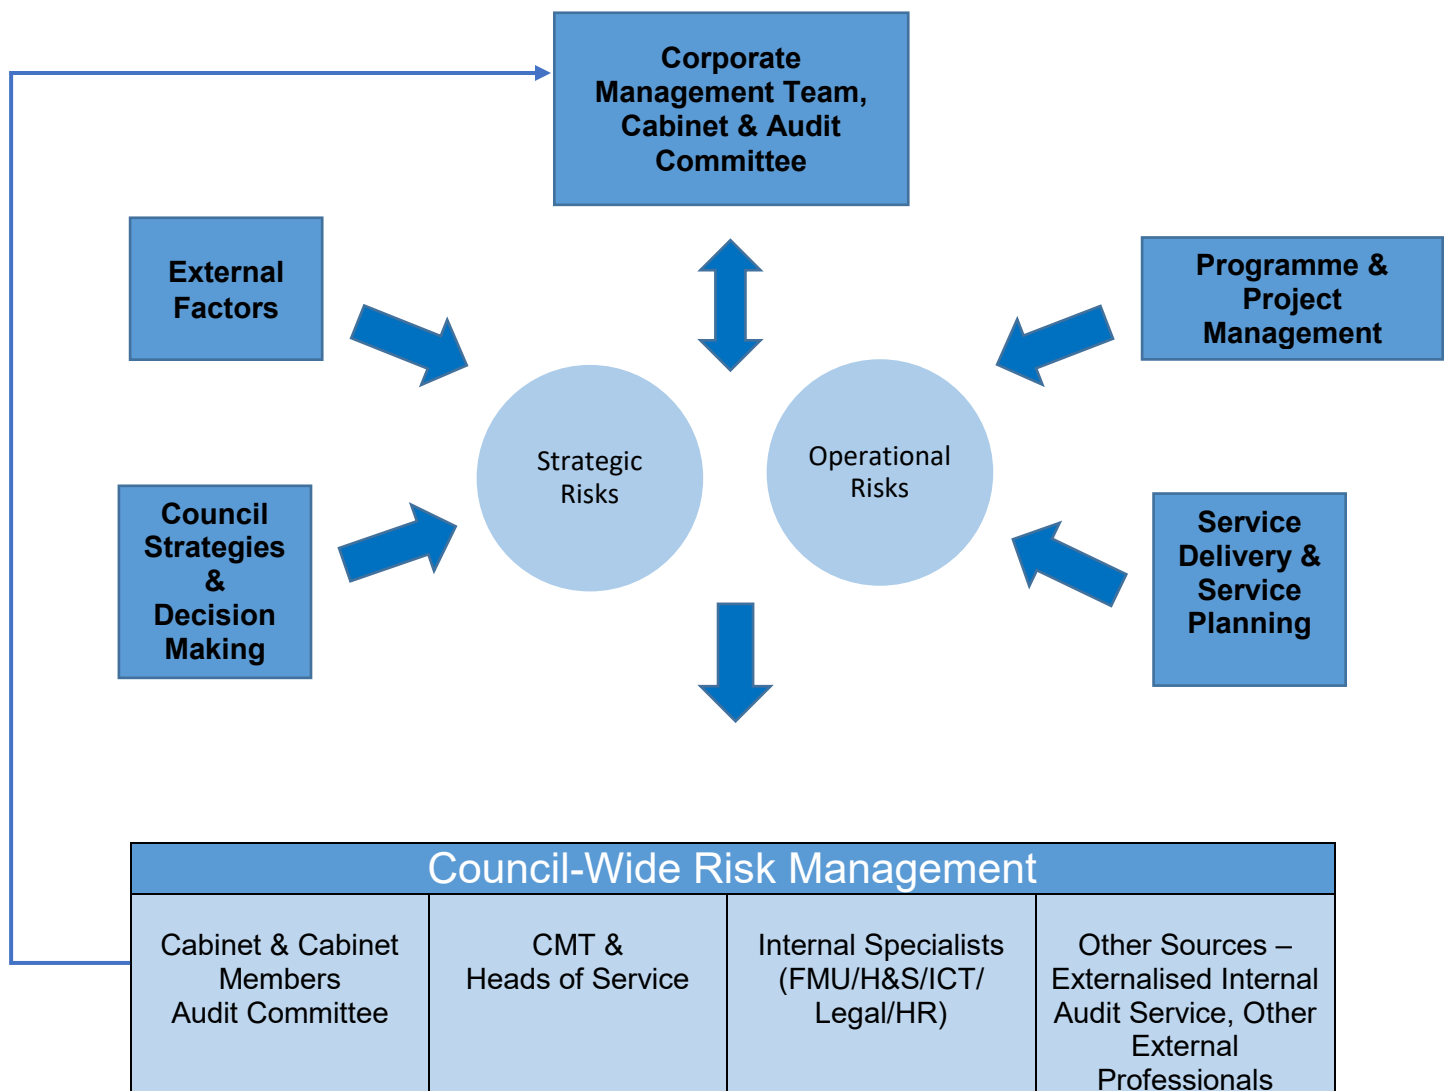 Corporate
Management Team,
Cabinet & Audit
Committee
External
Factors
Programme &
Project
Management
Strategic
Risks
Operational
Risks
Council
Strategies
&
Decision
Making
Service
Delivery &
Service
Planning
Council-Wide Risk Management
Cabinet & Cabinet
Members
Audit Committee
CMT &
Heads of Service
Internal Specialists
(FMU/H&S/ICT/
Legal/HR)
Other Sources –
Externalised Internal
Audit Service, Other
External
Professionals